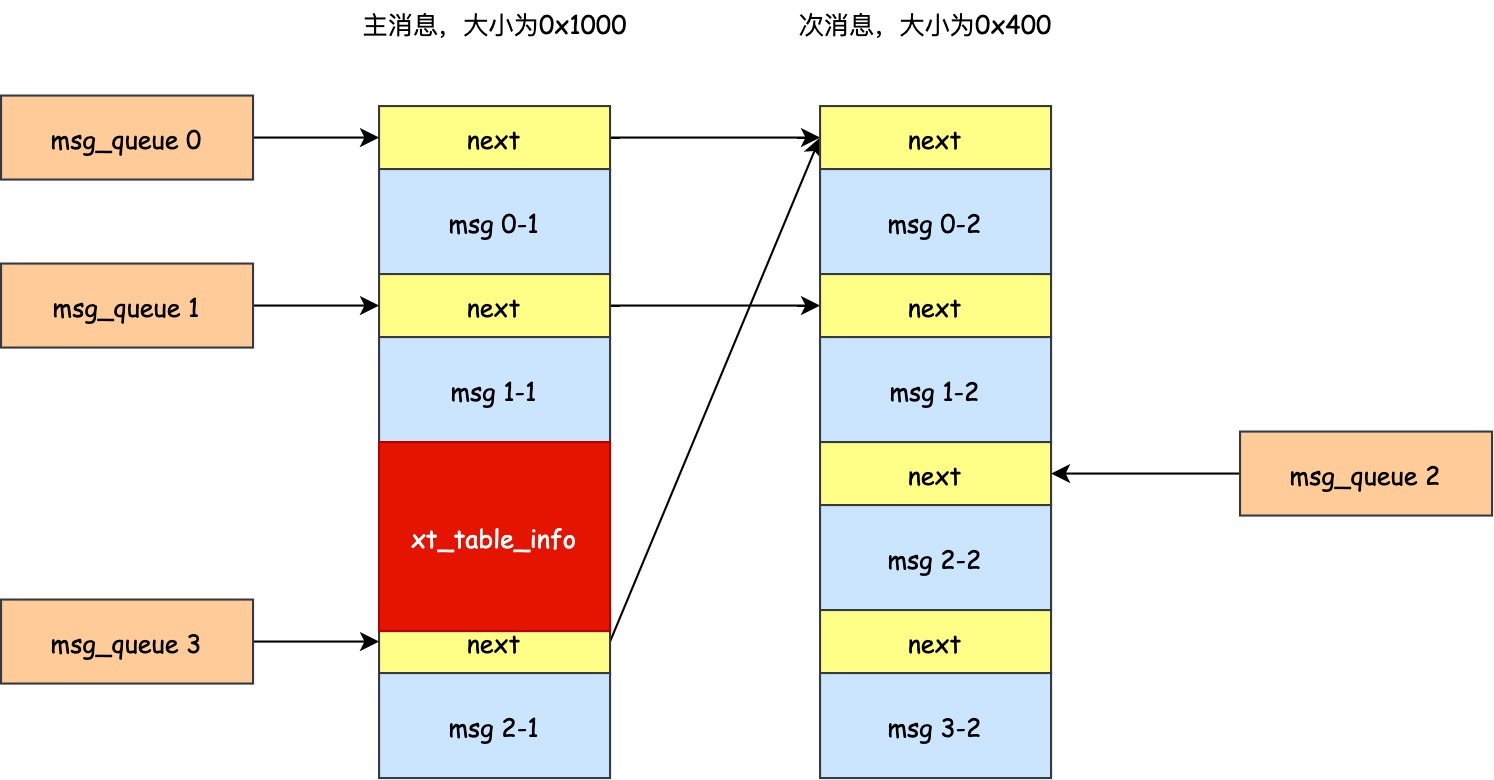 主消息，大小为0x1000
次消息，大小为0x400
msg_queue 0
next
next
msg 0-1
msg 0-2
msg_queue 1
next
next
msg 1-1
msg 1-2
next
msg_queue 2
xt_table_info
msg 2-2
msg_queue 3
next
next
msg 2-1
msg 3-2